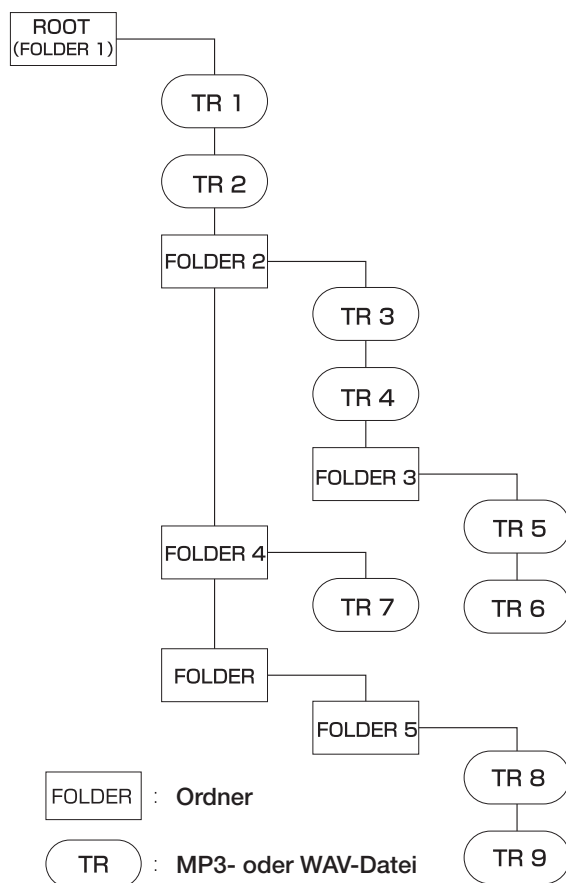 ROOT
(FOLDER 1)
TR 1
TR 2
FOLDER 2
TR 3
TR 4
FOLDER 3
TR 5
FOLDER 4
TR 7
TR 6
FOLDER
FOLDER 5
TR 8
FOLDER : Ordner
TR : MP3- oder WAV-Datei
TR 9